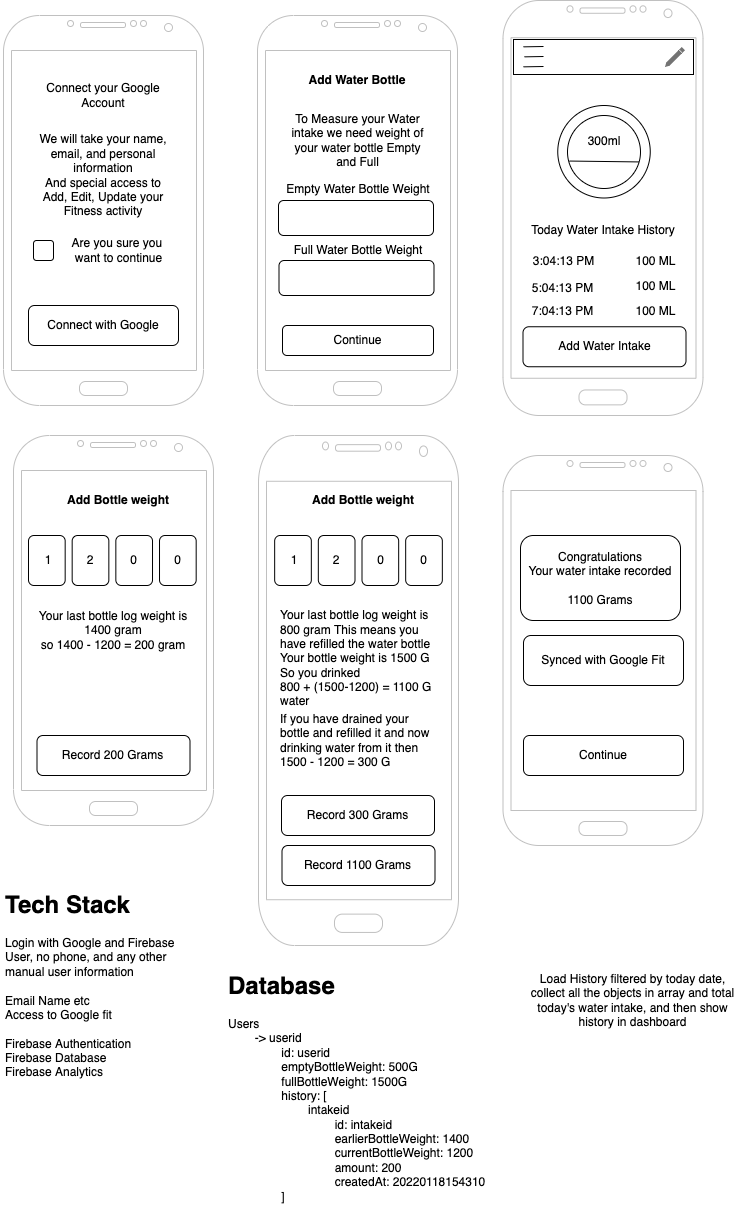 Connect your Google
Account
We will take your name,
email, and personal
information
And special access to
Add, Edit, Update your
Fitness activity
Are you sure you
want to continue
Connect with Google
Add Water Bottle
To Measure your Water
intake we need weight of
your water bottle Empty
and Full
Empty Water Bottle Weight
Full Water Bottle Weight
Continue
300ml
Today Water Intake History
3:04:13 PM 100 ML
5:04:13 PM 100 ML
7:04:13 PM 100 ML
Add Water Intake
Add Bottle weight
1 2 0 0
Your last bottle log weight is
1400 gram
so 1400 - 1200 = 200 gram
Record 200 Grams
Add Bottle weight
1 2 0 0
Your last bottle log weight is
800 gram This means you
have refilled the water bottle
Your bottle weight is 1500 G
So you drinked
800 + (1500-1200) = 1100 G
water
If you have drained your
bottle and refilled it and now
drinking water from it then
1500 - 1200 = 300 G
Record 300 Grams
Record 1100 Grams
Congratulations
Your water intake recorded
1100 Grams
Synced with Google Fit
Continue
Tech Stack
Login with Google and Firebase
User, no phone, and any other
manual user information
Email Name etc
Access to Google fit
Firebase Authentication
Firebase Database
Firebase Analytics
Database
Users
-> userid
id: userid
emptyBottleWeight: 500G
fullBottleWeight: 1500G
history: [
intakeid
id: intakeid
earlierBottleWeight: 1400
currentBottleWeight: 1200
amount: 200
createdAt: 20220118154310
]
Load History filtered by today date,
collect all the objects in array and total
today's water intake, and then show
history in dashboard